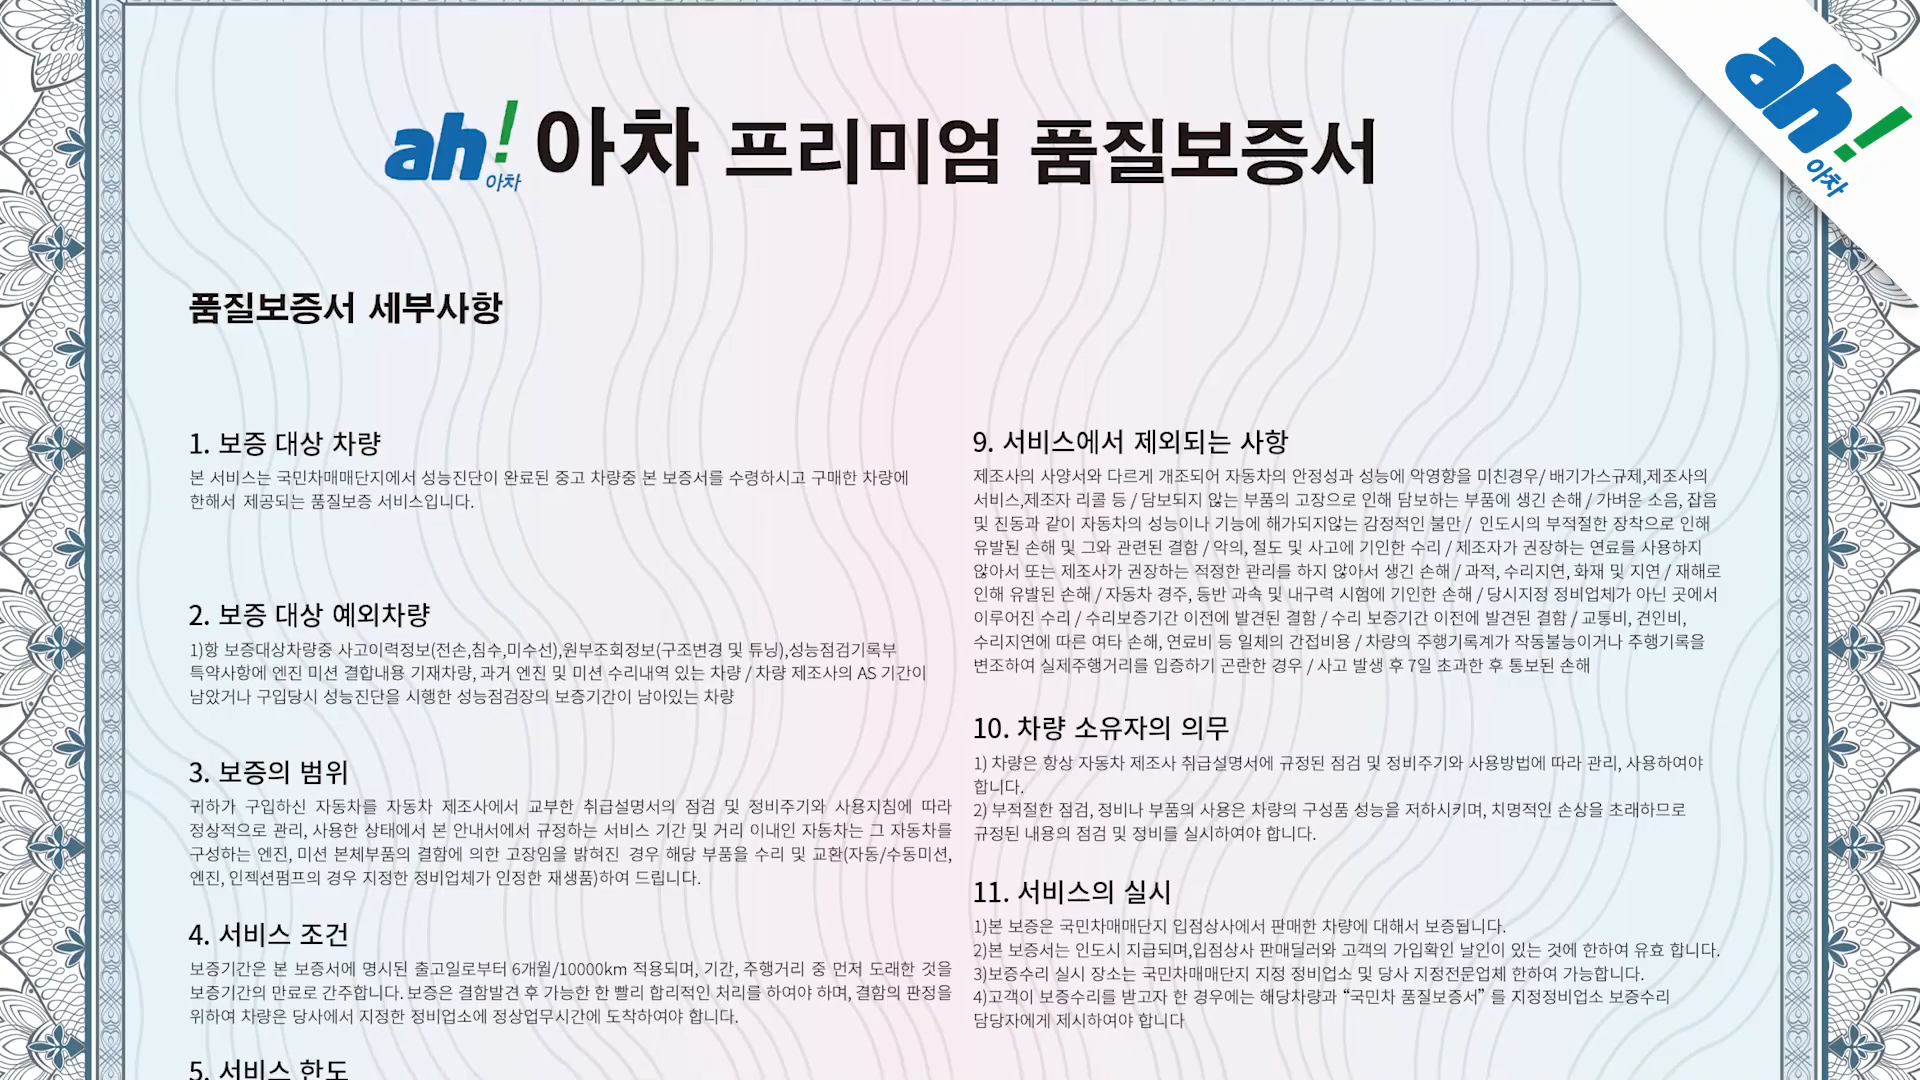 ah! 아차 아차 프리미엄 품질보증서
ah! 아차
품질보증서 세부사항
1. 보증 대상 차량
본 서비스는 국민차매매단지에서 성능진단이 완료된 중고 차량중 본 보증서를 수령하시고 구매한 차량에
한해서 제공되는 품질보증 서비스입니다.
2. 보증 대상 예외차량
1)항 보증대상차량중 사고이력정보(전손,침수,미수선),원부조회정보(구조변경 및 튜닝),성능점검기록부
특약사항에 엔진 미션 결합내용 기재차량, 과거 엔진 및 미션 수리내역 있는 차량 / 차량 제조사의 AS 기간이
남았거나 구입당시 성능진단을 시행한 성능점검장의 보증기간이 남아있는 차량
3. 보증의 범위
귀하가 구입하신 자동차를 자동차 제조사에서 교부한 취급설명서의 점검 및 정비주기와 사용지침에 따라
정상적으로 관리, 사용한 상태에서 본 안내서에서 규정하는 서비스 기간 및 거리 이내인 자동차는 그 자동차를
구성하는 엔진, 미션 본체부품의 결함에 의한 고장임을 밝혀진 경우 해당 부품을 수리 및 교환(자동/수동미션,
엔진, 인젝션펌프의 경우 지정한 정비업체가 인정한 재생품)하여 드립니다.
4. 서비스 조건
보증기간은 본 보증서에 명시된 출고일로부터 6개월/10000km 적용되며, 기간, 주행거리 중 먼저 도래한 것을
보증기간의 만료로 간주합니다. 보증은 결함발견 후 가능한 한 빨리 합리적인 처리를 하여야 하며, 결함의 판정을
위하여 차량은 당사에서 지정한 정비업소에 정상업무시간에 도착하여야 합니다.
5. 서비스 한도
9. 서비스에서 제외되는 사항
제조사의 사양서와 다르게 개조되어 자동차의 안정성과 성능에 악영향을 미친경우/ 배기가스규제,제조사의
서비스,제조자 리콜 등 / 담보되지 않는 부품의 고장으로 인해 담보하는 부품에 생긴 손해 / 가벼운 소음, 잡음
및 진동과 같이 자동차의 성능이나 기능에 해가되지않는 감정적인 불만 / 인도시의 부적절한 장착으로 인해
유발된 손해 및 그와 관련된 결함 / 악의, 절도 및 사고에 기인한 수리 / 제조자가 권장하는 연료를 사용하지
않아서 또는 제조사가 권장하는 적정한 관리를 하지 않아서 생긴 손해 / 과적, 수리지연, 화재 및 지연 / 재해로
인해 유발된 손해 / 자동차 경주, 등반 과속 및 내구력 시험에 기인한 손해 / 당시지정 정비업체가 아닌 곳에서
이루어진 수리 / 수리보증기간 이전에 발견된 결함 / 수리 보증기간 이전에 발견된 결함 / 교통비, 견인비,
수리지연에 따른 여타 손해, 연료비 등 일체의 간접비용 / 차량의 주행기록계가 작동불능이거나 주행기록을
변조하여 실제주행거리를 입증하기 곤란한 경우 / 사고 발생 후 7일 초과한 후 통보된 손해
10. 차량 소유자의 의무
1) 차량은 항상 자동차 제조사 취급설명서에 규정된 점검 및 정비주기와 사용방법에 따라 관리, 사용하여야
합니다.
2) 부적절한 점검, 정비나 부품의 사용은 차량의 구성품 성능을 저하시키며, 치명적인 손상을 초래하므로
규정된 내용의 점검 및 정비를 실시하여야 합니다.
11. 서비스의 실시
1)본 보증은 국민차매매단지 입점상사에서 판매한 차량에 대해서 보증됩니다.
2)본 보증서는 인도시 지급되며,입점상사 판매딜러와 고객의 가입확인 날인이 있는 것에 한하여 유효 합니다.
3)보증수리 실시 장소는 국민차매매단지 지정 정비업소 및 당사 지정전문업체 한하여 가능합니다.
4)고객이 보증수리를 받고자 한 경우에는 해당차량과 “국민차 품질보증서” 를 지정정비업소 보증수리
담당자에게 제시하여야 합니다